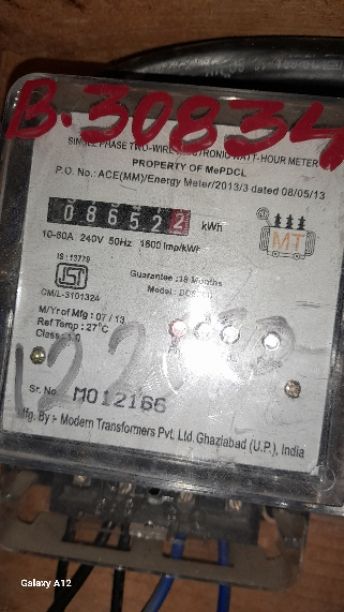 B.30834
SINGLE PHASE TWO-WIRE ELECTRONIC WATT-HOUR METER
PROPERTY OF MePDCL
P.O. No.: ACE(MM)/Energy Meter/2013/3 dated 08/05/13
086522 kWh
10-60A 240V 50Hz 1600 Imp/kWh
MT
IS : 13779
Guarantee :18 Months
Model :
CM/L-3101324
M/Yr of Mfg : 07 / 13
Ref Temp : 27°C
Class 1.0
Sr. No. M012166
Mfg. By :- Modern Transformers Pvt. Ltd. Ghaziabad (U.P.), India
Galaxy A12